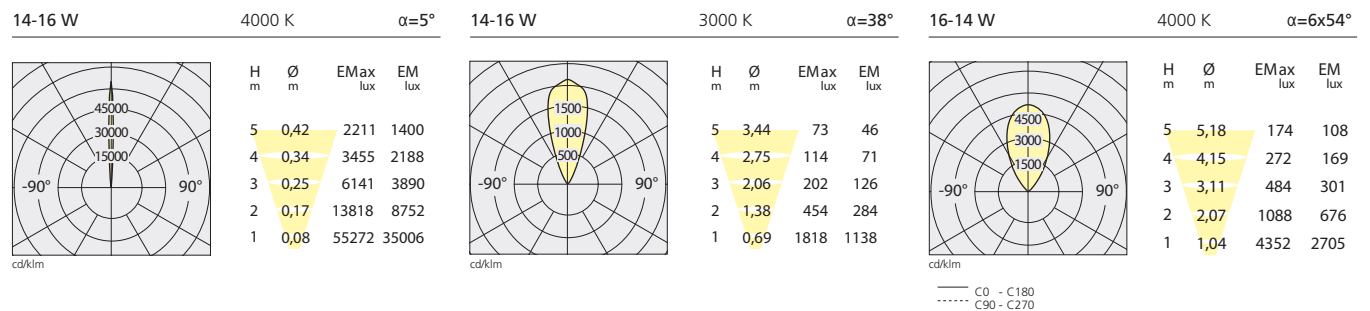 14-16 W 4000 K α=5°
H Ø EMax EM
m m lux lux
45000
30000
15000
-90° 90°
5 0,42 2211 1400
4 0,34 3455 2188
3 0,25 6141 3890
2 0,17 13818 8752
1 0,08 55272 35006
cd/klm
14-16 W 3000 K α=38°
H Ø EMax EM
m m lux lux
1500
1000
500
-90° 90°
5 3,44 73 46
4 2,75 114 71
3 2,06 202 126
2 1,38 454 284
1 0,69 1818 1138
cd/klm
16-14 W 4000 K α=6x54°
H Ø EMax EM
m m lux lux
4500
3000
1500
-90° 90°
5 5,18 174 108
4 4,15 272 169
3 3,11 484 301
2 2,07 1088 676
1 1,04 4352 2705
cd/klm
C0 - C180
C90 - C270